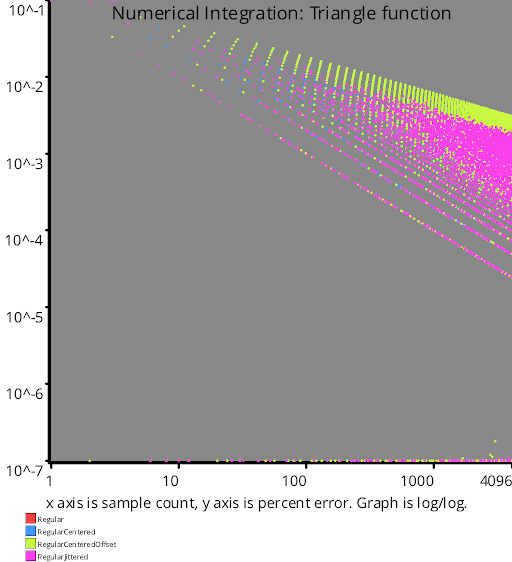 Numerical Integration: Triangle function
10^-1
10^-2
10^-3
10^-4
10^-5
10^-6
10^-7
1 10 100 1000 4096
x axis is sample count, y axis is percent error. Graph is log/log.
Regular
RegularCentered
RegularCenteredOffset
RegularJittered